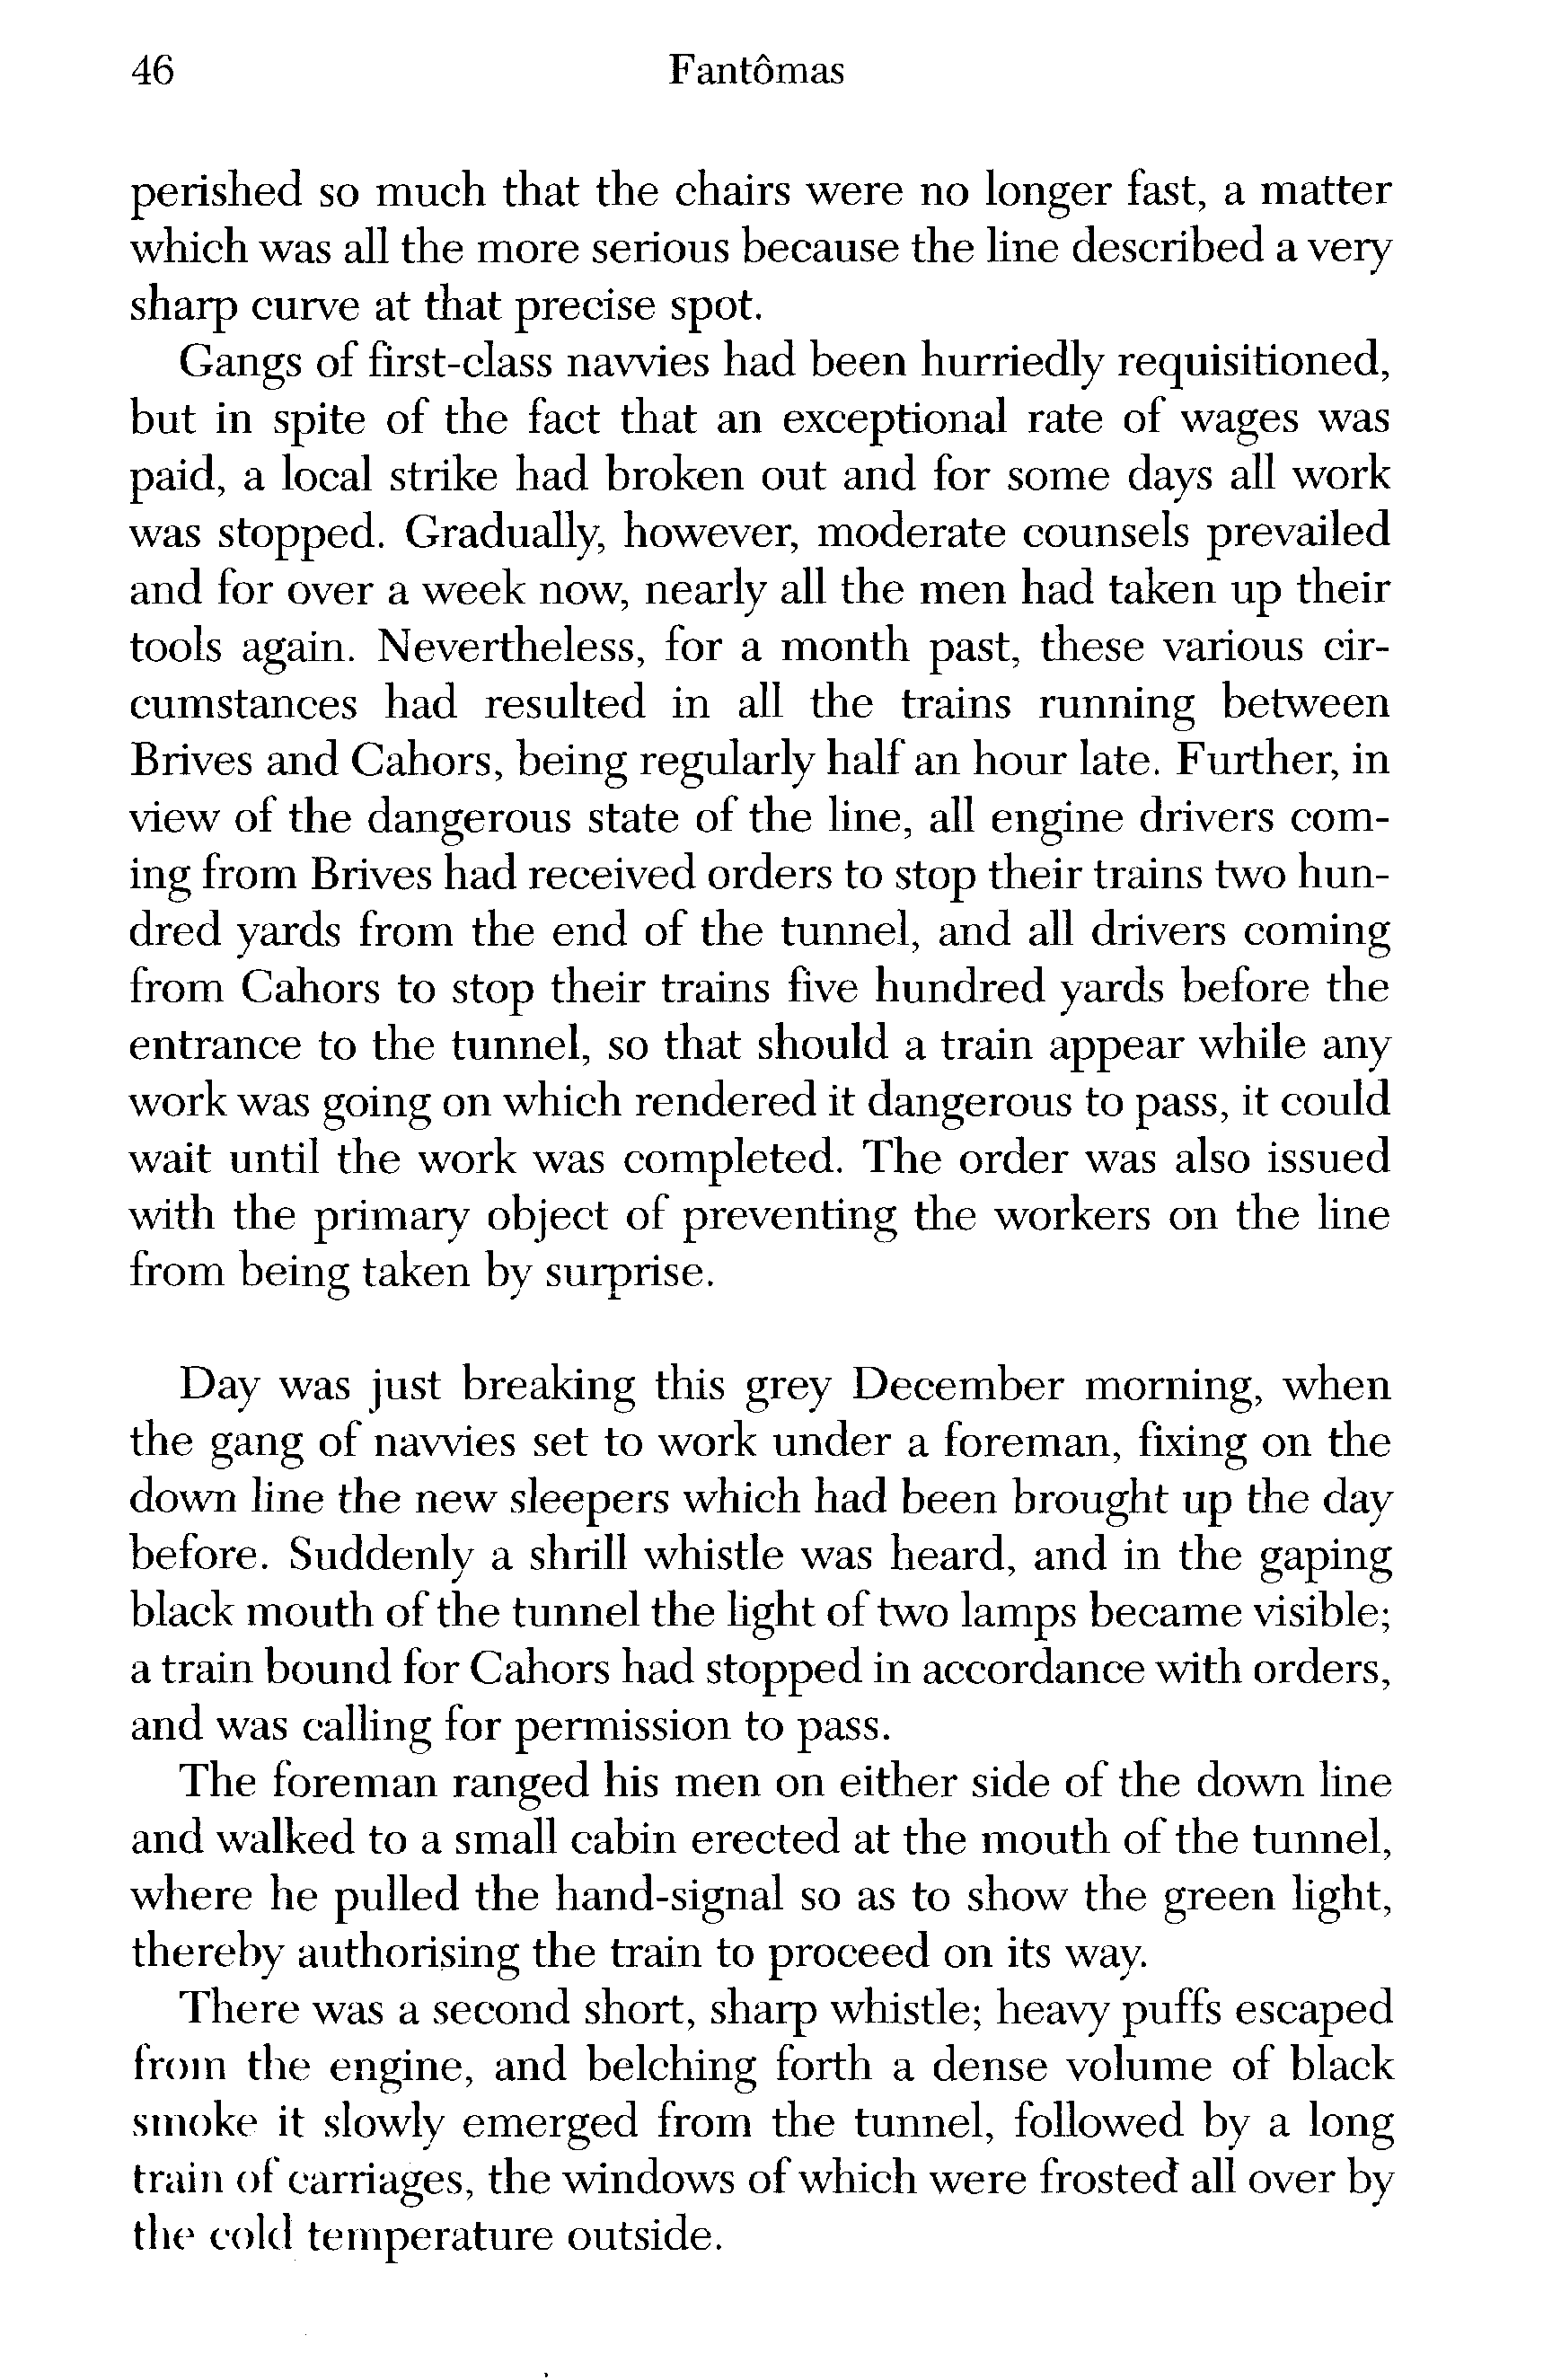 46 Fantômas
perished so much that the chairs were no longer fast, a matter
which was all the more serious because the line described a very
sharp curve at that precise spot.
Gangs of first-class navvies had been hurriedly requisitioned,
but in spite of the fact that an exceptional rate of wages was
paid, a local strike had broken out and for some days all work
was stopped. Gradually, however, moderate counsels prevailed
and for over a week now, nearly all the men had taken up their
tools again. Nevertheless, for a month past, these various cir-
cumstances had resulted in all the trains running between
Brives and Cahors, being regularly half an hour late. Further, in
view of the dangerous state of the line, all engine drivers com-
ing from Brives had received orders to stop their trains two hun-
dred yards from the end of the tunnel, and all drivers coming
from Cahors to stop their trains five hundred yards before the
entrance to the tunnel, so that should a train appear while any
work was going on which rendered it dangerous to pass, it could
wait until the work was completed. The order was also issued
with the primary object of preventing the workers on the line
from being taken by surprise.
Day was just breaking this grey December morning, when
the gang of navvies set to work under a foreman, fixing on the
down line the new sleepers which had been brought up the day
before. Suddenly a shrill whistle was heard, and in the gaping
black mouth of the tunnel the light of two lamps became visible;
a train bound for Cahors had stopped in accordance with orders,
and was calling for permission to pass.
The foreman ranged his men on either side of the down line
and walked to a small cabin erected at the mouth of the tunnel,
where he pulled the hand-signal so as to show the green light,
thereby authorising the train to proceed on its way.
There was a second short, sharp whistle; heavy puffs escaped
from the engine, and belching forth a dense volume of black
smoke it slowly emerged from the tunnel, followed by a long
train of carriages, the windows of which were frosted all over by
the cold temperature outside.